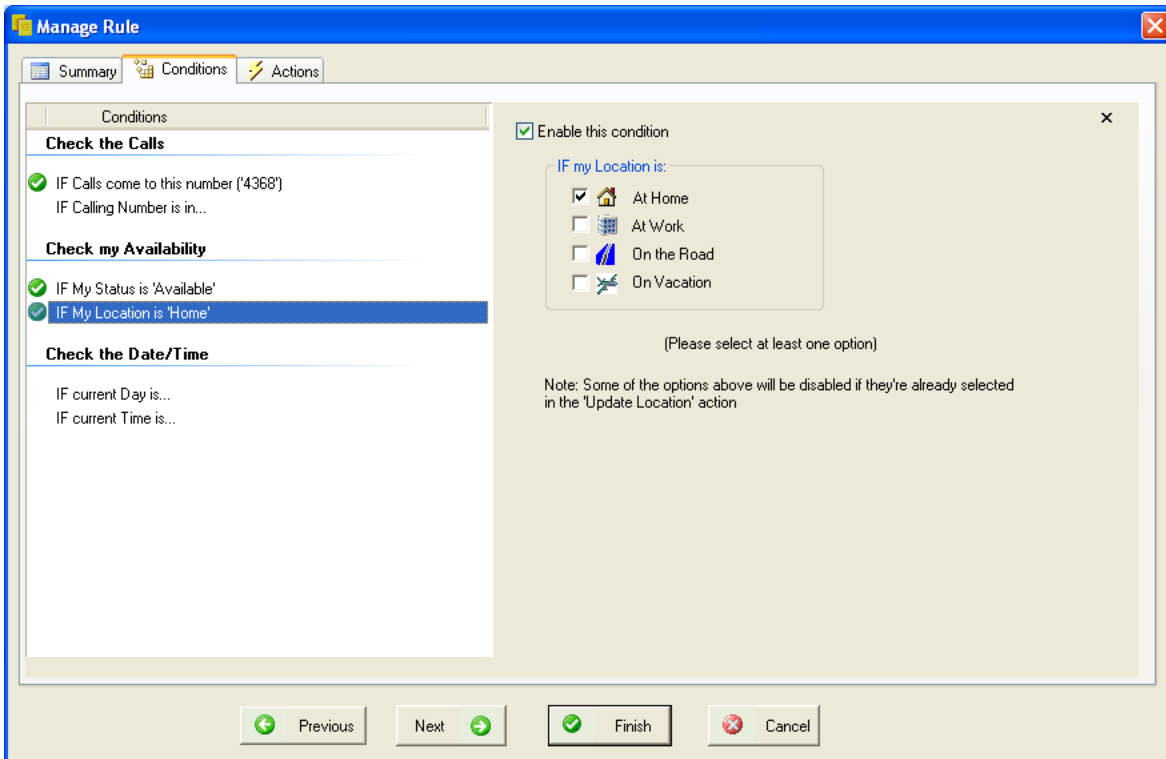 Manage Rule
Summary
Conditions
Actions
Conditions
Check the Calls
IF Calls come to this number ('4368')
IF Calling Number is in...
Check my Availability
IF My Status is 'Available'
IF My Location is 'Home'
Check the Date/Time
IF current Day is...
IF current Time is...
Enable this condition
IF my Location is:
At Home
At Work
On the Road
On Vacation
(Please select at least one option)
Note: Some of the options above will be disabled if they're already selected
in the 'Update Location' action
Previous
Next
Finish
Cancel